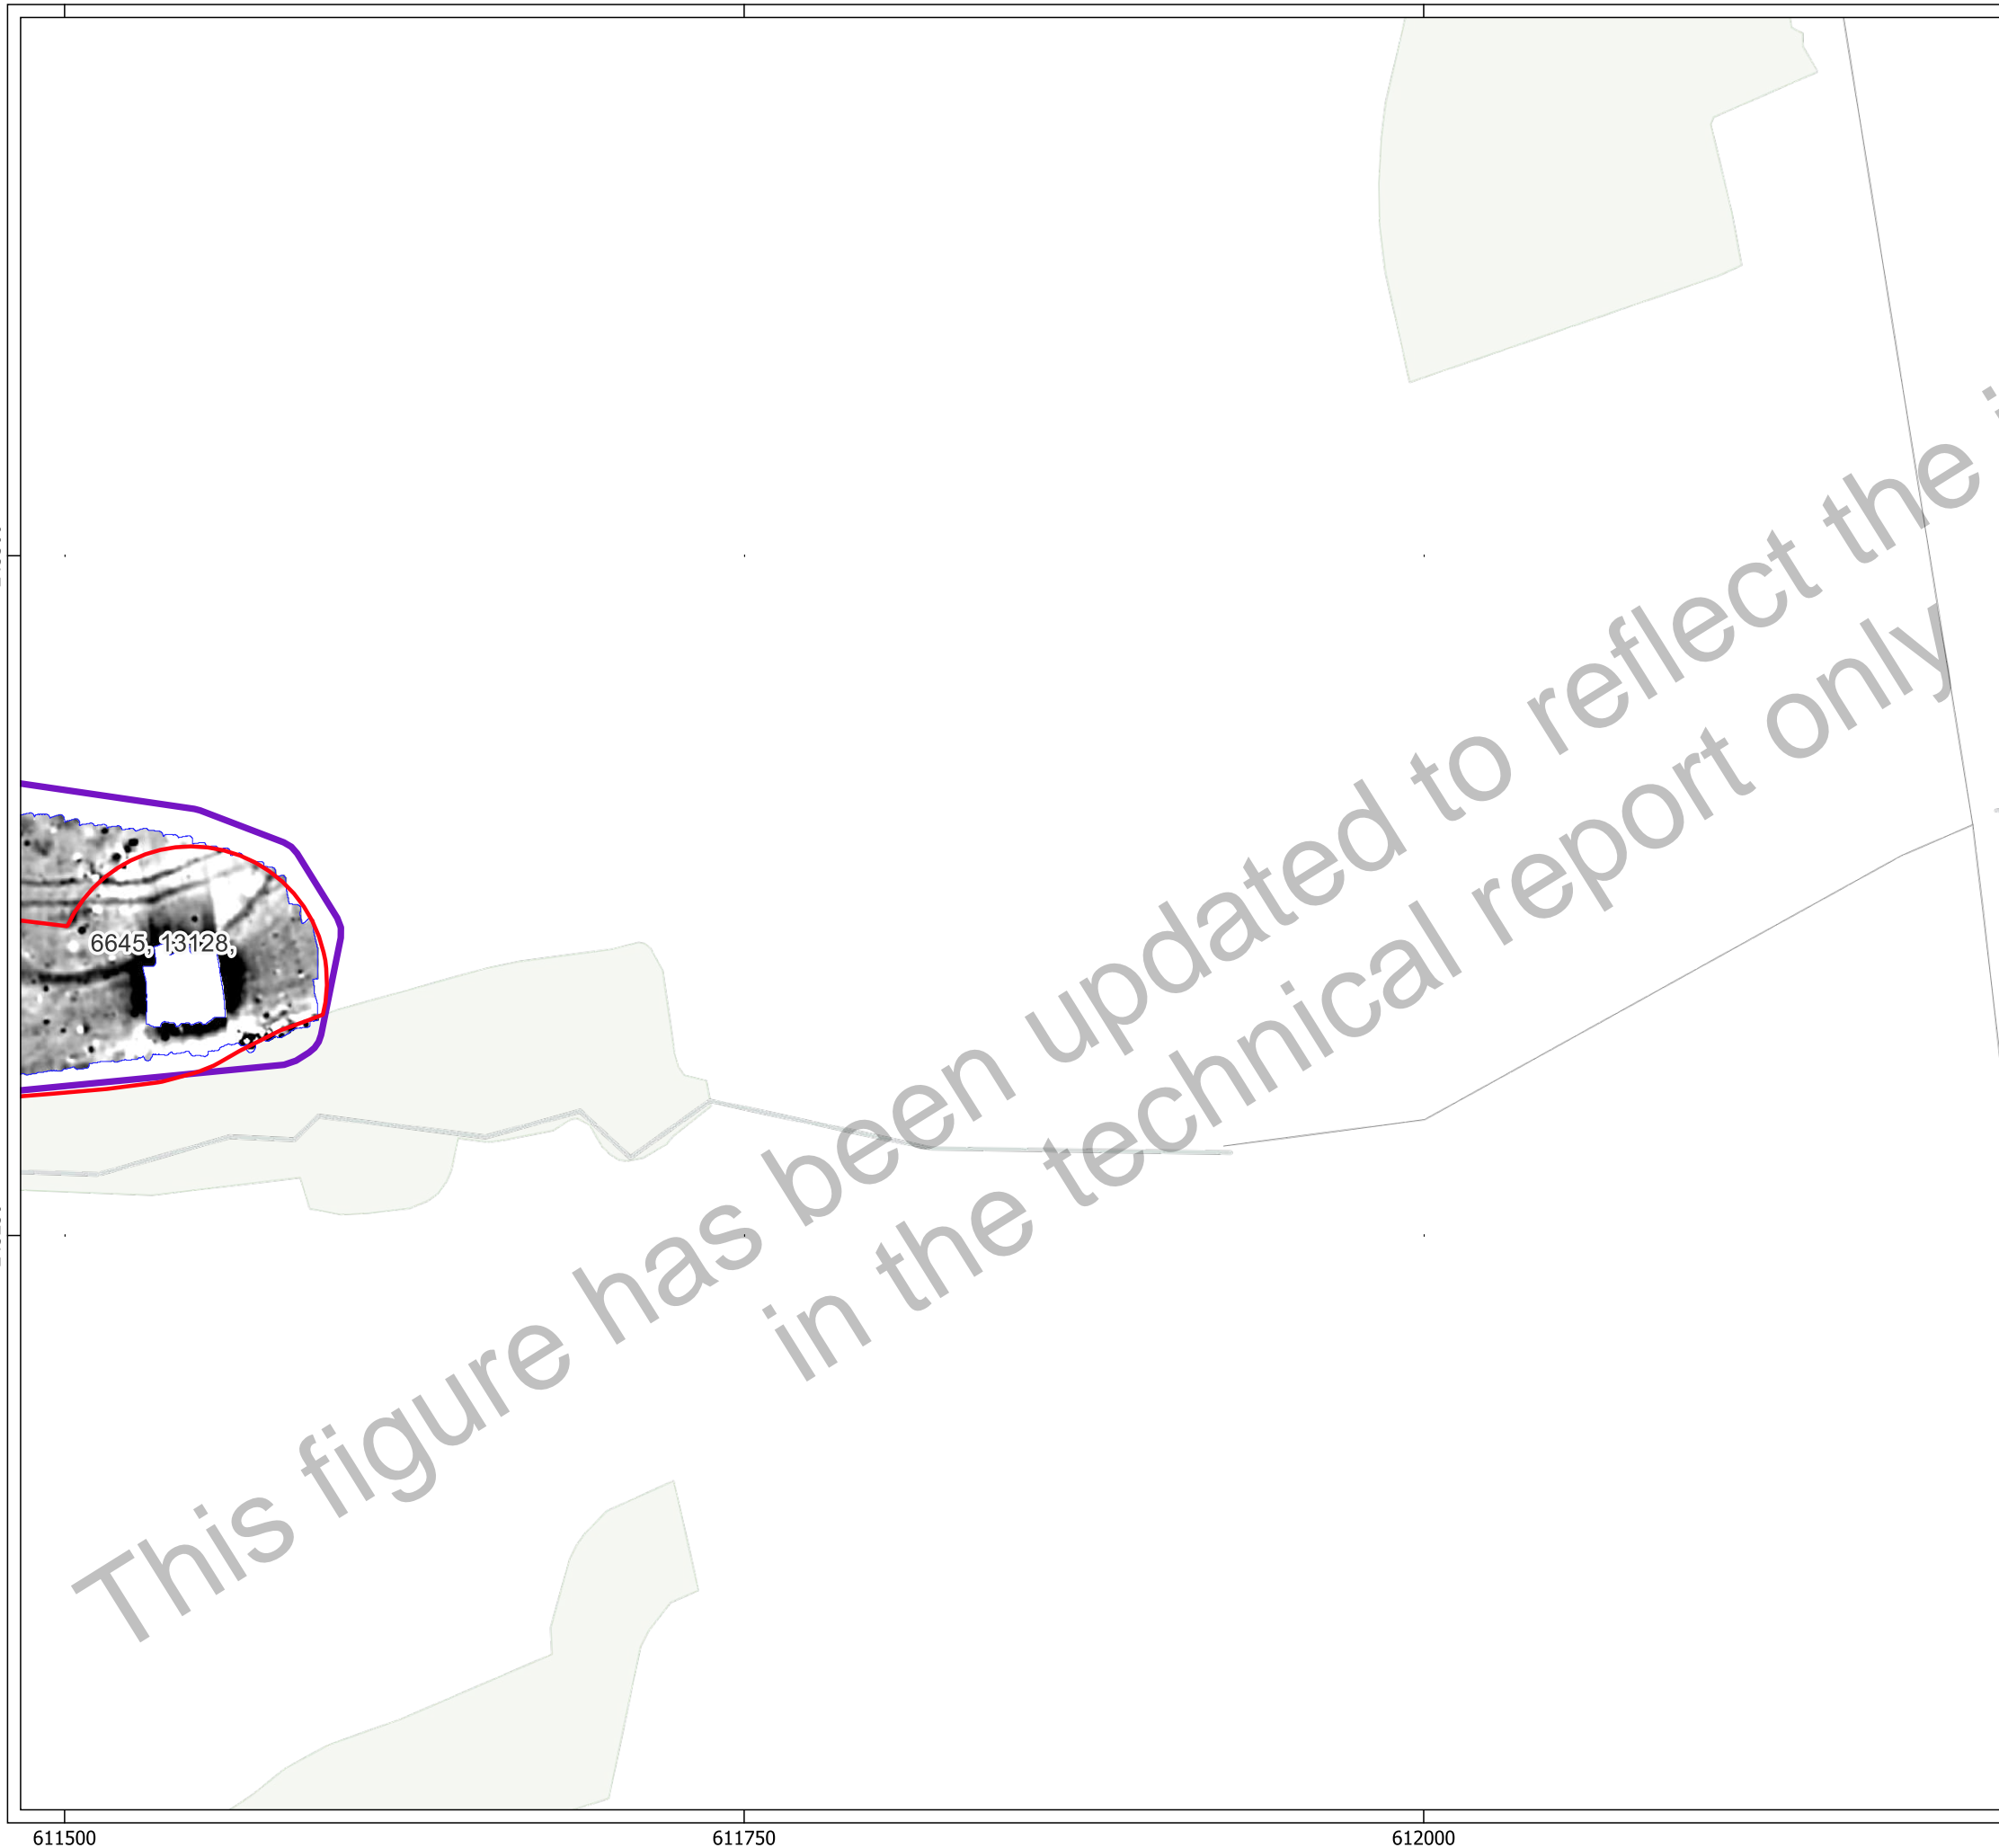 6645, 13128,
This figure has been updated to reflect the
in the technical report only
611500 611750 612000